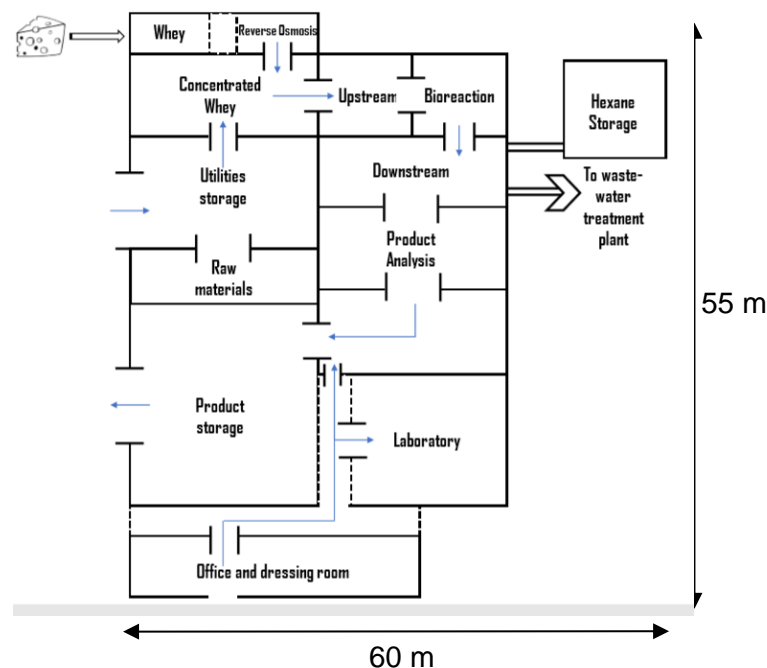 Whey
Reverse Osmosis
Concentrated
Whey
Upstream
Bioreaction
Hexane
Storage
Utilities
storage
Downstream
To waste-
water
treatment
plant
Product
Analysis
Raw
materials
55 m
Product
storage
Laboratory
Office and dressing room
60 m